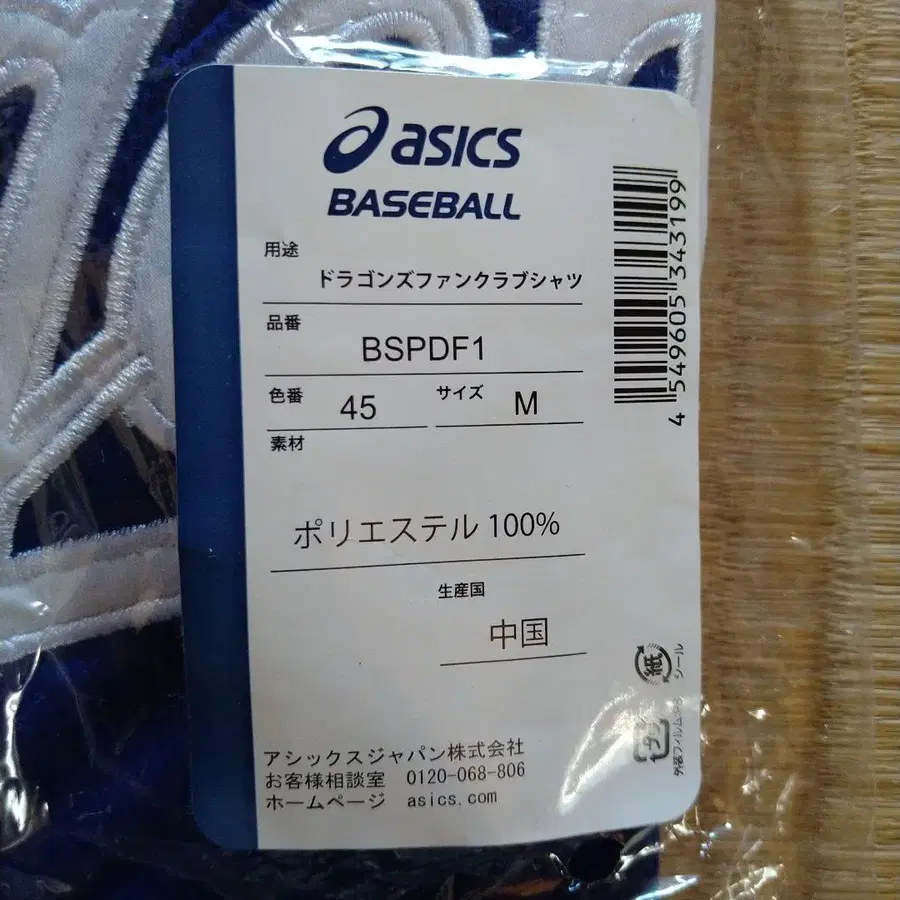 asics
BASEBALL
用途
ドラゴンズファンクラブシャツ
品番
BSPDF1
色番 45 サイズ M
素材
ポリエステル 100%
生産国
中国
アシックスジャパン株式会社
お客様相談室 0120-068-806
ホームページ asics.com
4 549605 343199
紙
シール
プラ